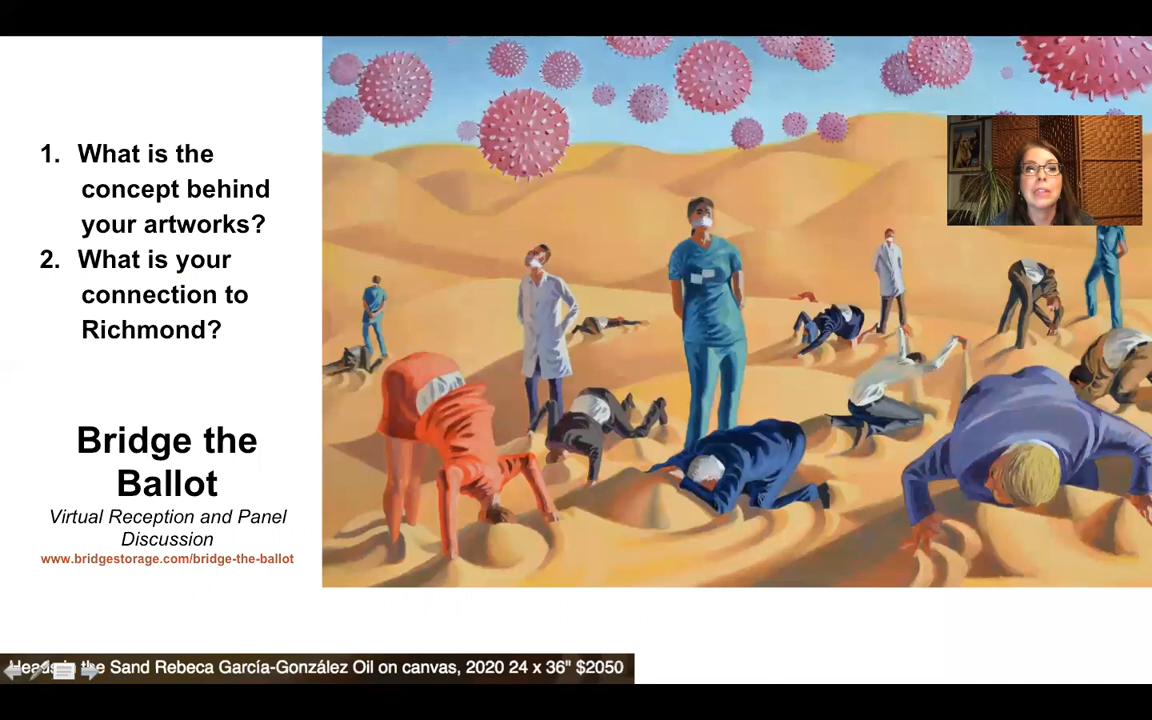 1. What is the
concept behind
your artworks?
2. What is your
connection to
Richmond?
Bridge the
Ballot
Virtual Reception and Panel
Discussion
www.bridgestorage.com/bridge-the-ballot
Heads in the Sand Rebeca García-González Oil on canvas, 2020 24 x 36" $2050